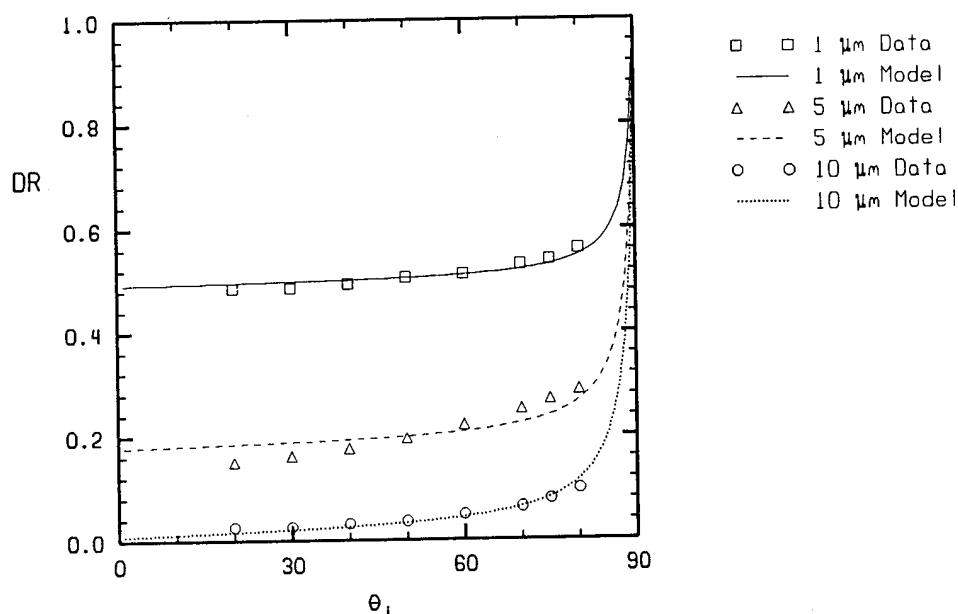 1.0
0.8
DR
0.6
0.4
0.2
0.0
0
30
60
90
θi
1 μm Data
1 μm Model
5 μm Data
5 μm Model
10 μm Data
10 μm Model